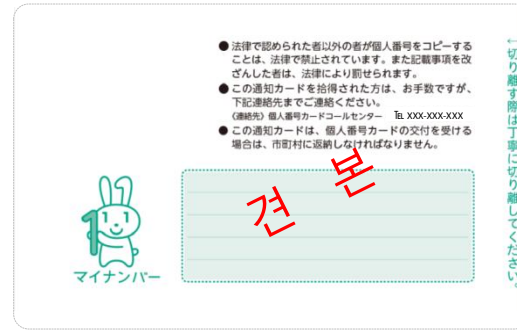 ● 法律で認められた者以外の者が個人番号をコピーする
ことは、法律で禁止されています。また記載事項を改
ざんした者は、法律により罰せられます。
● この通知カードを拾得された方は、お手数ですが、
下記連絡先までご連絡ください。
〈連絡先〉個人番号カードコールセンター ℡ XXX-XXX-XXX
● この通知カードは、個人番号カードの交付を受ける
場合は、市町村に返納しなければなりません。
견 본
1
マイナンバー
←切り離す際は丁寧に切り離してください。